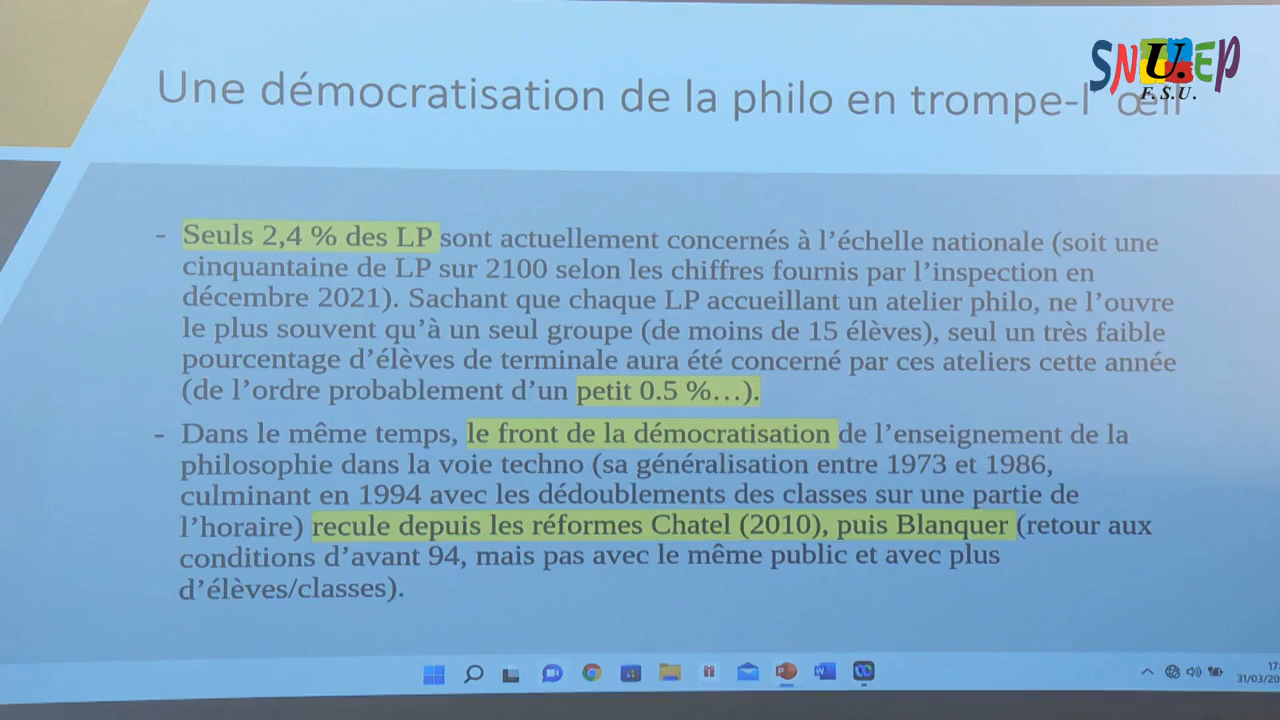 SNU.EP
F.S.U.
Une démocratisation de la philo en trompe-l'œil
- Seuls 2,4 % des LP sont actuellement concernés à l'échelle nationale (soit une
cinquantaine de LP sur 2100 selon les chiffres fournis par l'inspection en
décembre 2021). Sachant que chaque LP accueillant un atelier philo, ne l'ouvre
le plus souvent qu'à un seul groupe (de moins de 15 élèves), seul un très faible
pourcentage d'élèves de terminale aura été concerné par ces ateliers cette année
(de l'ordre probablement d'un petit 0.5 %…).
- Dans le même temps, le front de la démocratisation de l'enseignement de la
philosophie dans la voie techno (sa généralisation entre 1973 et 1986,
culminant en 1994 avec les dédoublements des classes sur une partie de
l'horaire) recule depuis les réformes Chatel (2010), puis Blanquer (retour aux
conditions d'avant 94, mais pas avec le même public et avec plus
d'élèves/classes).